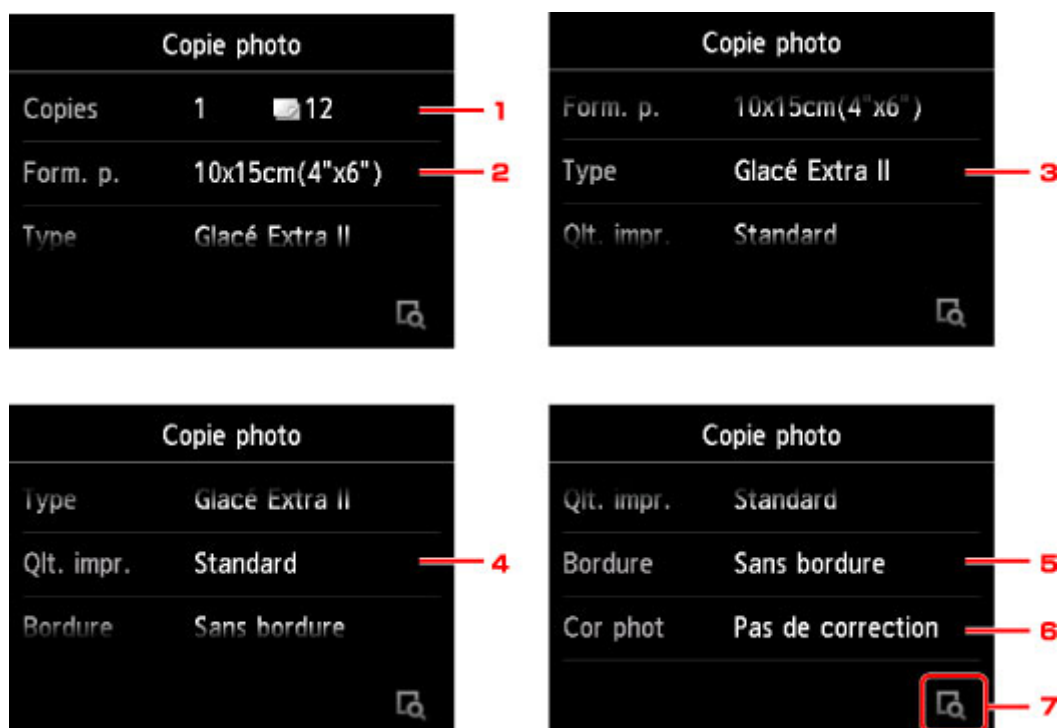 Copie photo
Copies 1 12 1
Form. p. 10x15cm(4"x6") 2
Type Glacé Extra II
Copie photo
Form. p. 10x15cm(4"x6")
Type Glacé Extra II 3
Qlt. impr. Standard
Copie photo
Type Glacé Extra II
Qlt. impr. Standard 4
Bordure Sans bordure
Copie photo
Qlt. impr. Standard
Bordure Sans bordure 5
Cor phot Pas de correction 6
7